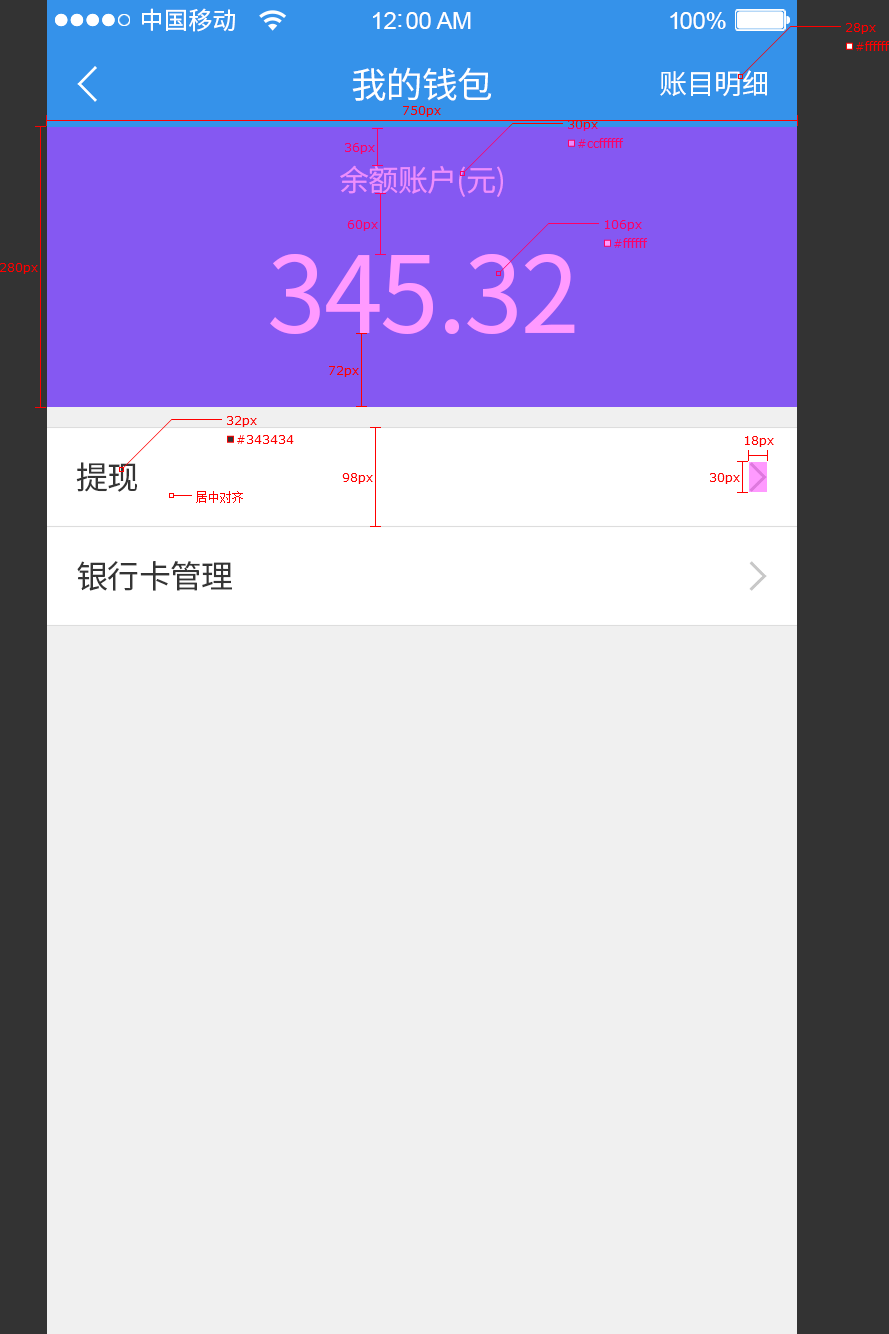 中国移动 12:00 AM 100%
28px
#ffffff
我的钱包 账目明细
750px
30px
#ccffffff
36px
余额账户(元)
60px
106px
#ffffff
280px
345.32
72px
32px
#343434
18px
提现
98px
30px
居中对齐
银行卡管理